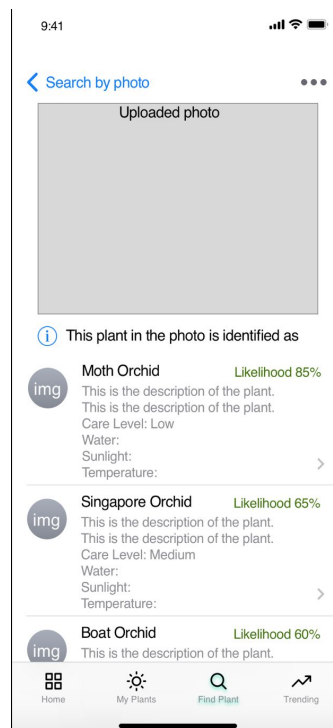 9:41
Search by photo
Uploaded photo
This plant in the photo is identified as
img
Moth Orchid
Likelihood 85%
This is the description of the plant.
This is the description of the plant.
Care Level: Low
Water:
Sunlight:
Temperature:
img
Singapore Orchid
Likelihood 65%
This is the description of the plant.
This is the description of the plant.
Care Level: Medium
Water:
Sunlight:
Temperature:
img
Boat Orchid
Likelihood 60%
This is the description of the plant.
Home
My Plants
Find Plant
Trending